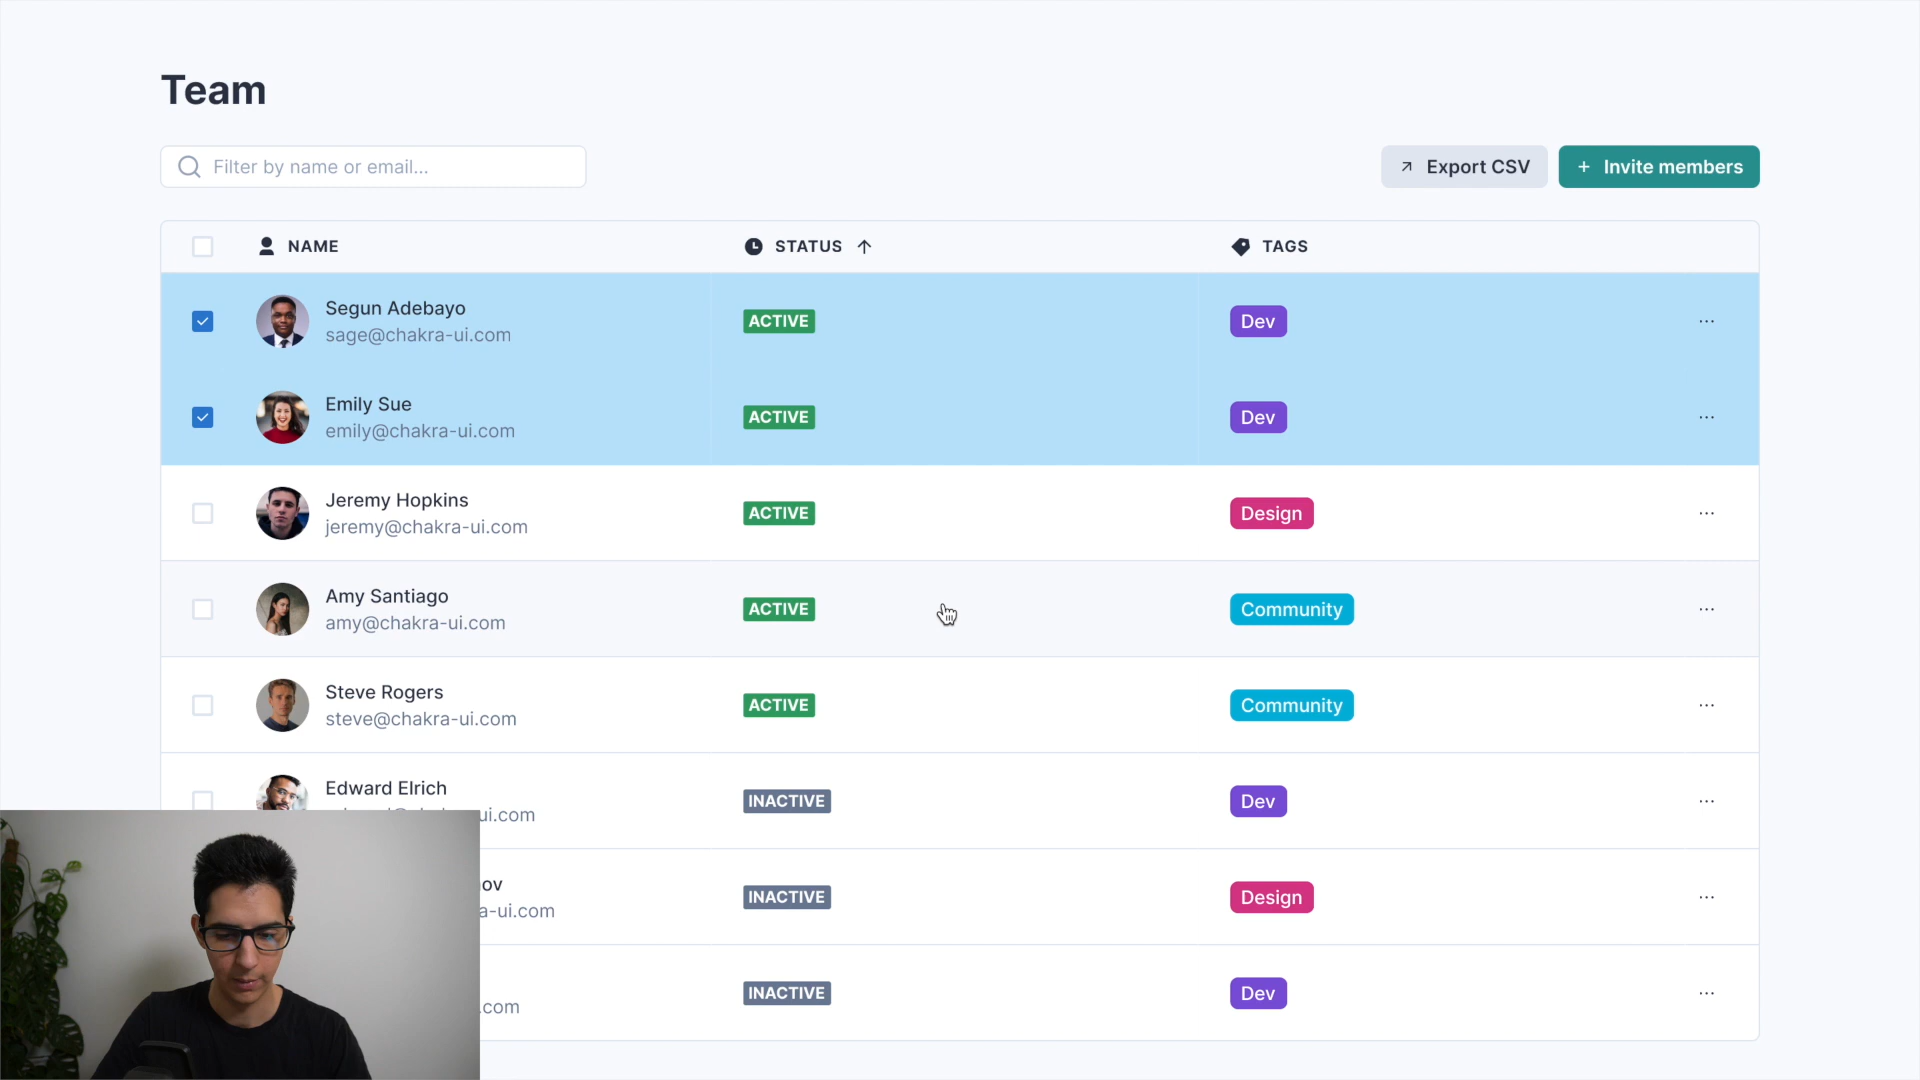 Team
Filter by name or email...
Export CSV
+ Invite members
NAME STATUS TAGS
Segun Adebayo
sage@chakra-ui.com
ACTIVE
Dev
Emily Sue
emily@chakra-ui.com
ACTIVE
Dev
Jeremy Hopkins
jeremy@chakra-ui.com
ACTIVE
Design
Amy Santiago
amy@chakra-ui.com
ACTIVE
Community
Steve Rogers
steve@chakra-ui.com
ACTIVE
Community
Edward Elrich
ui.com
INACTIVE
Dev
ov
a-ui.com
INACTIVE
Design
.com
INACTIVE
Dev